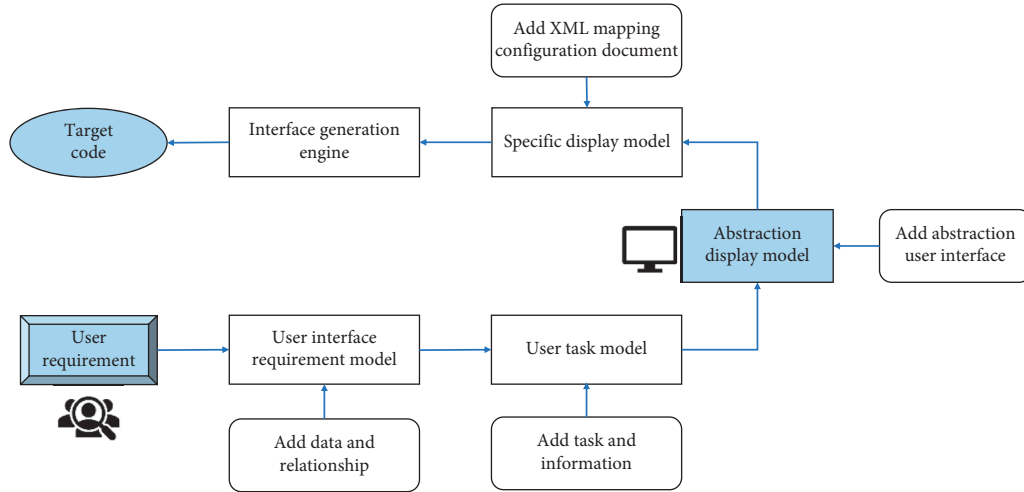 Add XML mapping
configuration document
Target
code
Interface generation
engine
Specific display model
Abstraction
display model
Add abstraction
user interface
User
requirement
User interface
requirement model
User task model
Add data and
relationship
Add task and
information